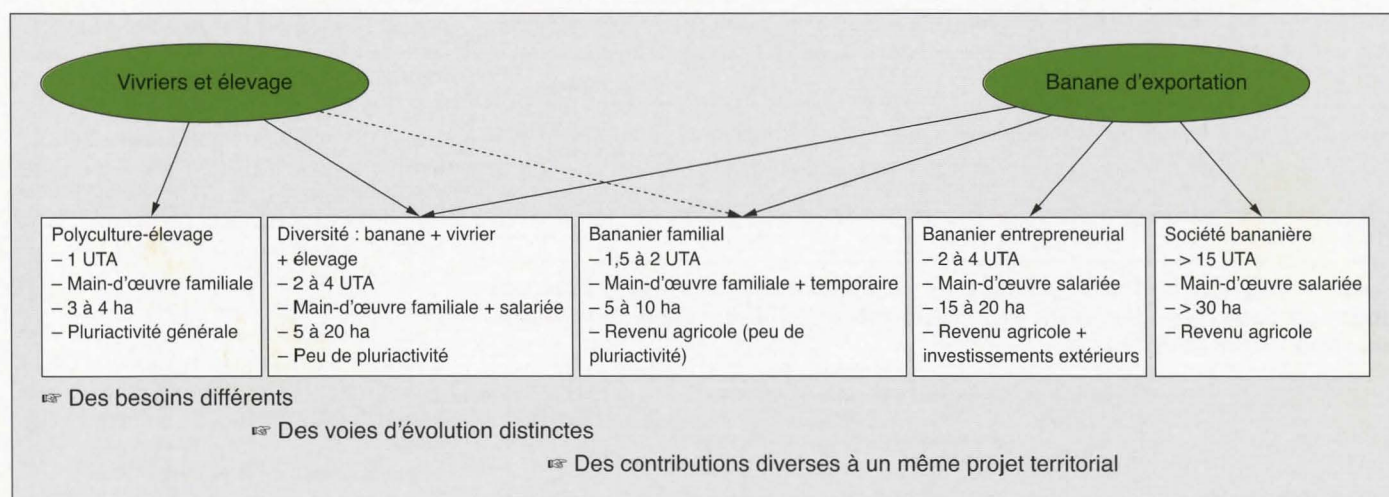 Vivriers et élevage
Banane d'exportation
Polyculture-élevage
– 1 UTA
– Main-d'œuvre familiale
– 3 à 4 ha
– Pluriactivité générale
Diversité : banane + vivrier
+ élevage
– 2 à 4 UTA
– Main-d'œuvre familiale + salariée
– 5 à 20 ha
– Peu de pluriactivité
Bananier familial
– 1,5 à 2 UTA
– Main-d'œuvre familiale + temporaire
– 5 à 10 ha
– Revenu agricole (peu de
pluriactivité)
Bananier entrepreneurial
– 2 à 4 UTA
– Main-d'œuvre salariée
– 15 à 20 ha
– Revenu agricole +
investissements extérieurs
Société bananière
– > 15 UTA
– Main-d'œuvre salariée
– > 30 ha
– Revenu agricole
☞ Des besoins différents
☞ Des voies d'évolution distinctes
☞ Des contributions diverses à un même projet territorial